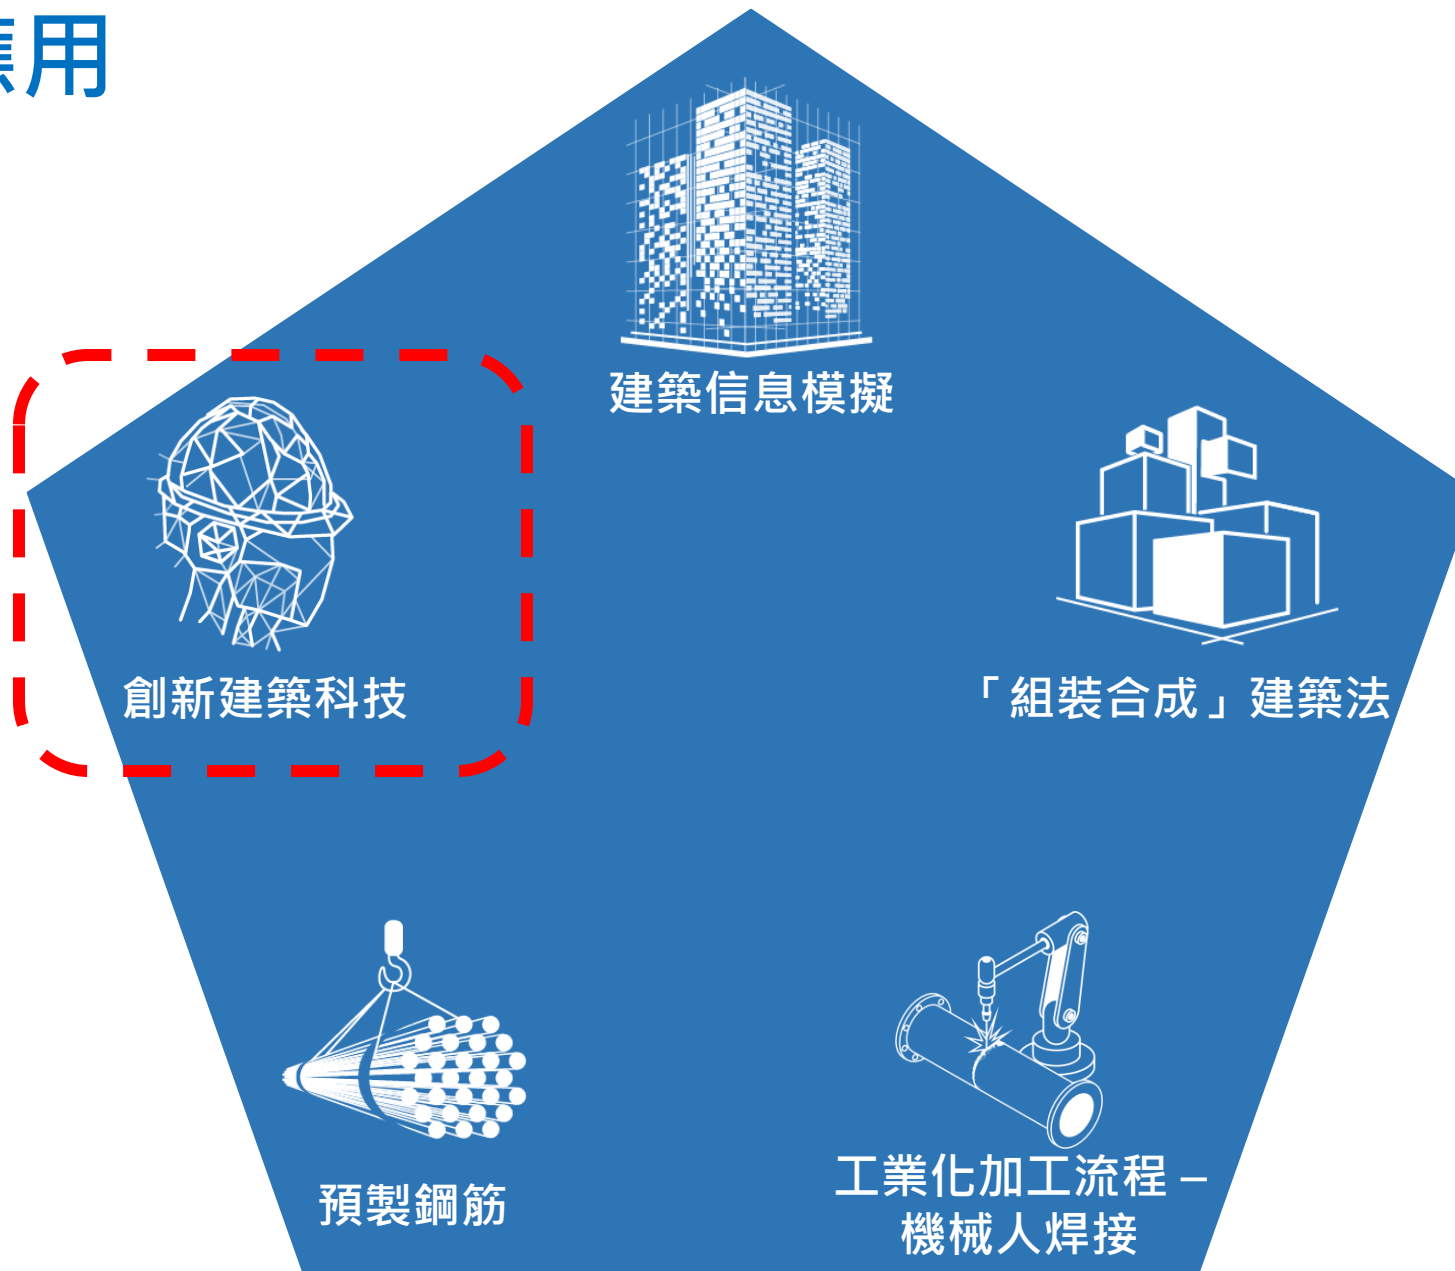 應用
建築信息模擬
創新建築科技
「組裝合成」建築法
預製鋼筋
工業化加工流程 –
機械人焊接